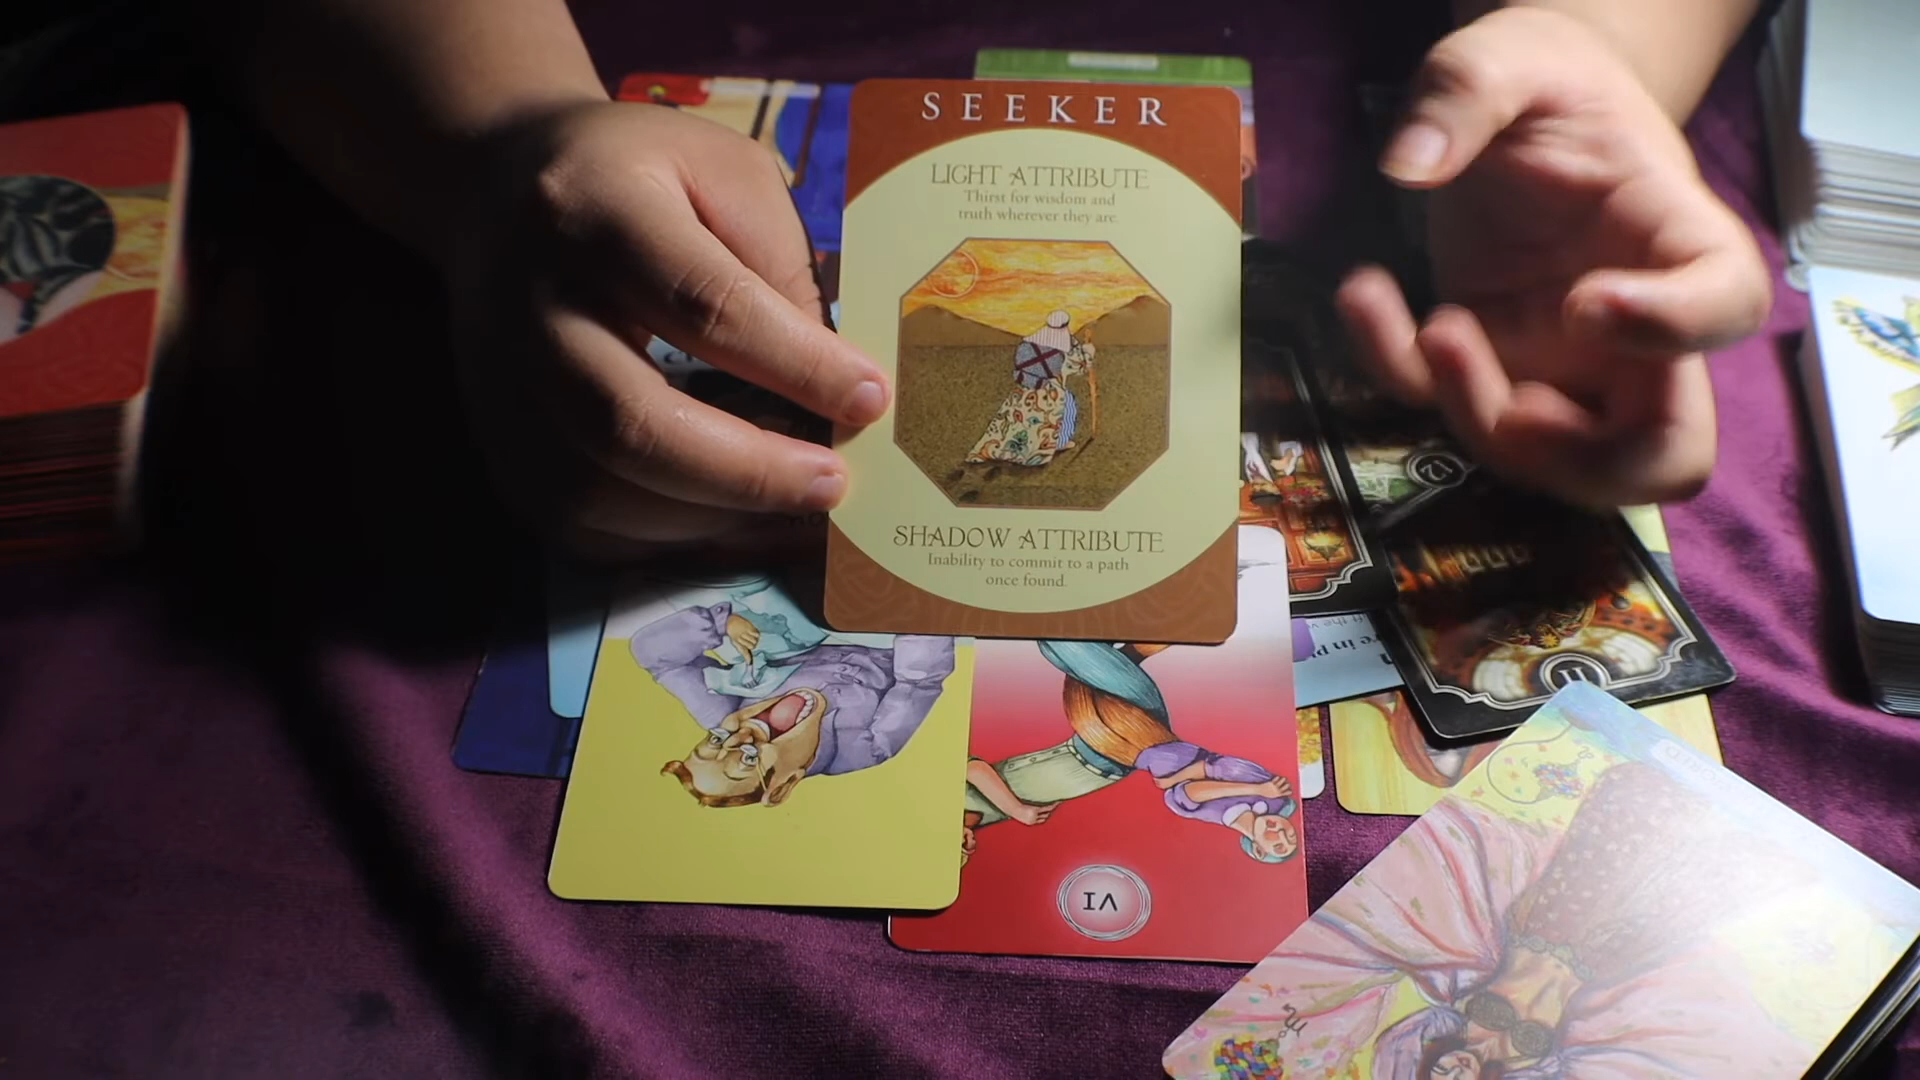 SEEKER
LIGHT ATTRIBUTE
Thirst for wisdom and
truth wherever they are.
SHADOW ATTRIBUTE
Inability to commit to a path
once found.
VI
II